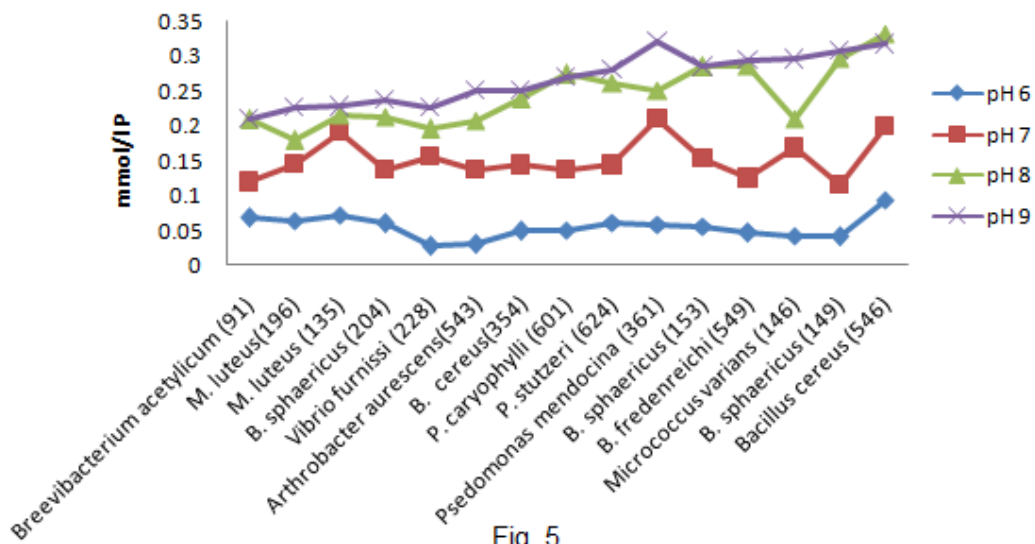 0.35
0.3
0.25
0.2
0.15
0.1
0.05
0
mmol/IP
pH 6
pH 7
pH 8
pH 9
Breevibacterium acetylicum (91)
M. luteus(196)
M. luteus (135)
B. sphaericus (204)
Vibrio furnissi (228)
Arthrobacter aurescens(543)
B. cereus(354)
P. caryophylli (601)
P. stutzeri (624)
Psedomonas mendocina (361)
B. sphaericus (153)
B. fredenreichi (549)
Micrococcus varians (146)
B. sphaericus (149)
Bacillus cereus (546)
Fig. 5